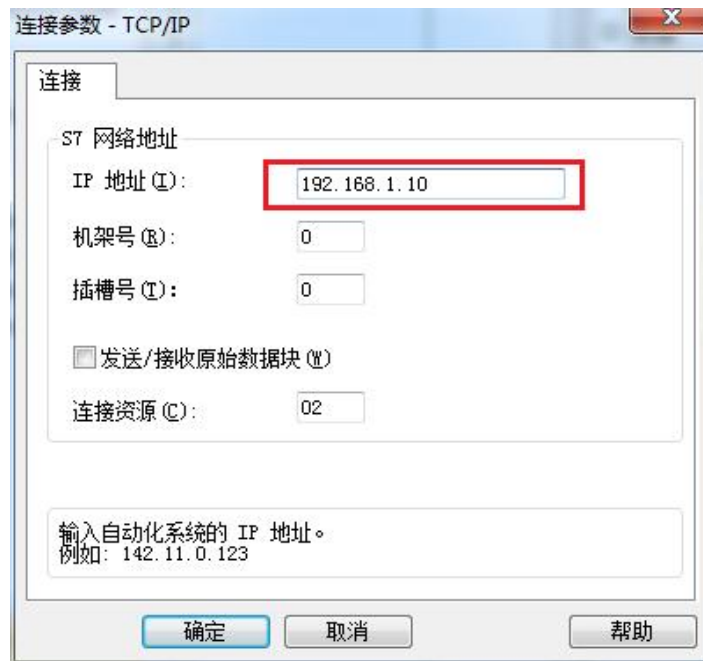 连接参数 - TCP/IP
连接
S7 网络地址
IP 地址(I): 192.168.1.10
机架号(R): 0
插槽号(T): 0
发送/接收原始数据块(W)
连接资源(C): 02
输入自动化系统的 IP 地址。
例如: 142.11.0.123
确定 取消 帮助